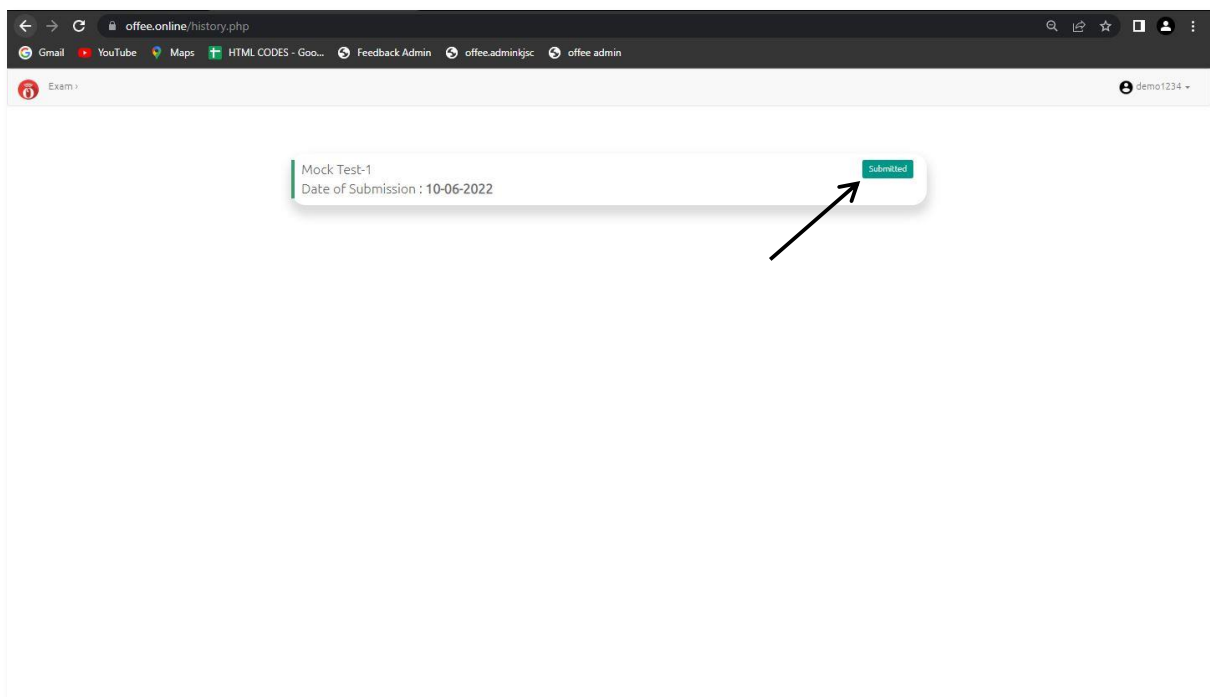 offee.online/history.php
Gmail YouTube Maps HTML CODES - Goo... Feedback Admin offee.adminkjsc offee admin
Exam ›
demo1234
Mock Test-1
Submitted
Date of Submission : 10-06-2022